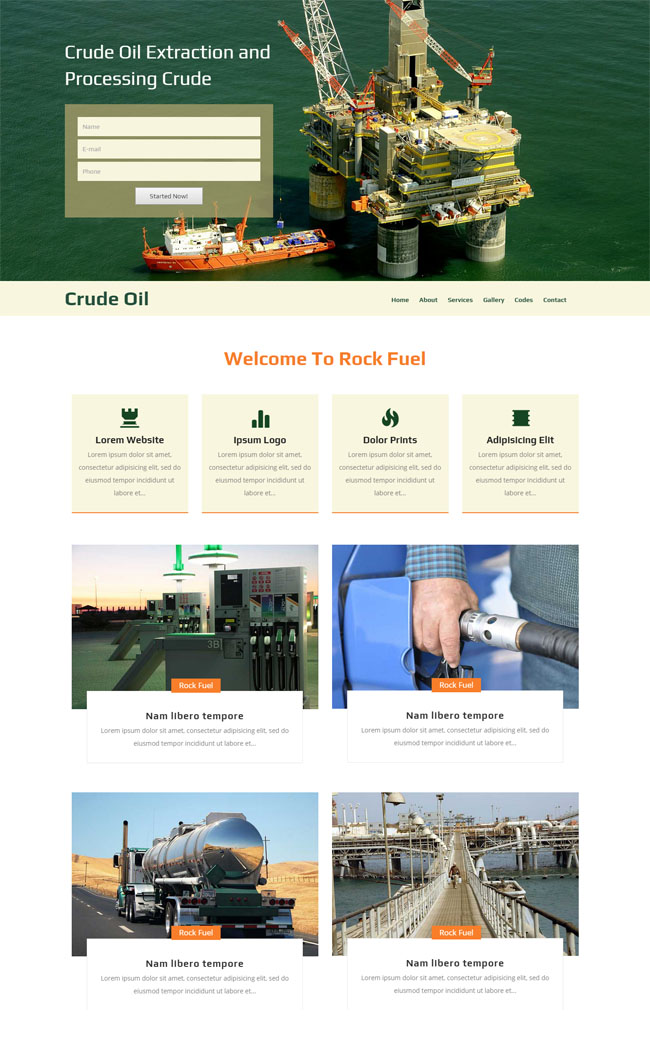 Crude Oil Extraction and
Processing Crude
Name
E-mail
Phone
Started Now!
Crude Oil
Home About Services Gallery Codes Contact
Welcome To Rock Fuel
Lorem Website
Lorem ipsum dolor sit amet,
consectetur adipisicing elit, sed do
eiusmod tempor incididunt ut
labore et...
Ipsum Logo
Lorem ipsum dolor sit amet,
consectetur adipisicing elit, sed do
eiusmod tempor incididunt ut
labore et...
Dolor Prints
Lorem ipsum dolor sit amet,
consectetur adipisicing elit, sed do
eiusmod tempor incididunt ut
labore et...
Adipisicing Elit
Lorem ipsum dolor sit amet,
consectetur adipisicing elit, sed do
eiusmod tempor incididunt ut
labore et...
3B
Rock Fuel
Nam libero tempore
Lorem ipsum dolor sit amet, consectetur adipisicing elit, sed do
eiusmod tempor incididunt ut labore et...
Rock Fuel
Nam libero tempore
Lorem ipsum dolor sit amet, consectetur adipisicing elit, sed do
eiusmod tempor incididunt ut labore et...
Rock Fuel
Nam libero tempore
Lorem ipsum dolor sit amet, consectetur adipisicing elit, sed do
eiusmod tempor incididunt ut labore et...
Rock Fuel
Nam libero tempore
Lorem ipsum dolor sit amet, consectetur adipisicing elit, sed do
eiusmod tempor incididunt ut labore et...